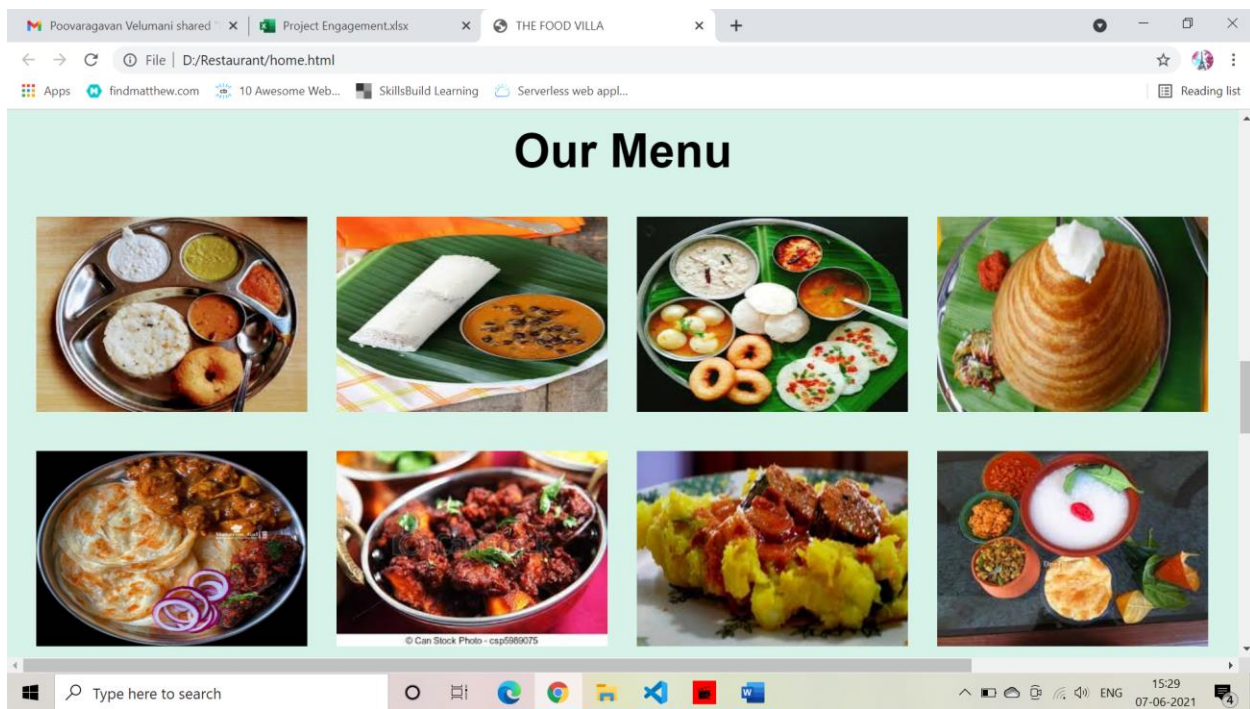 Poovaragavan Velumani shared
Project Engagement.xlsx
THE FOOD VILLA
File
D:/Restaurant/home.html
Apps
findmatthew.com
10 Awesome Web...
SkillsBuild Learning
Serverless web appl...
Reading list
Our Menu
© Can Stock Photo - csp5989075
Type here to search
ENG
15:29
07-06-2021
4